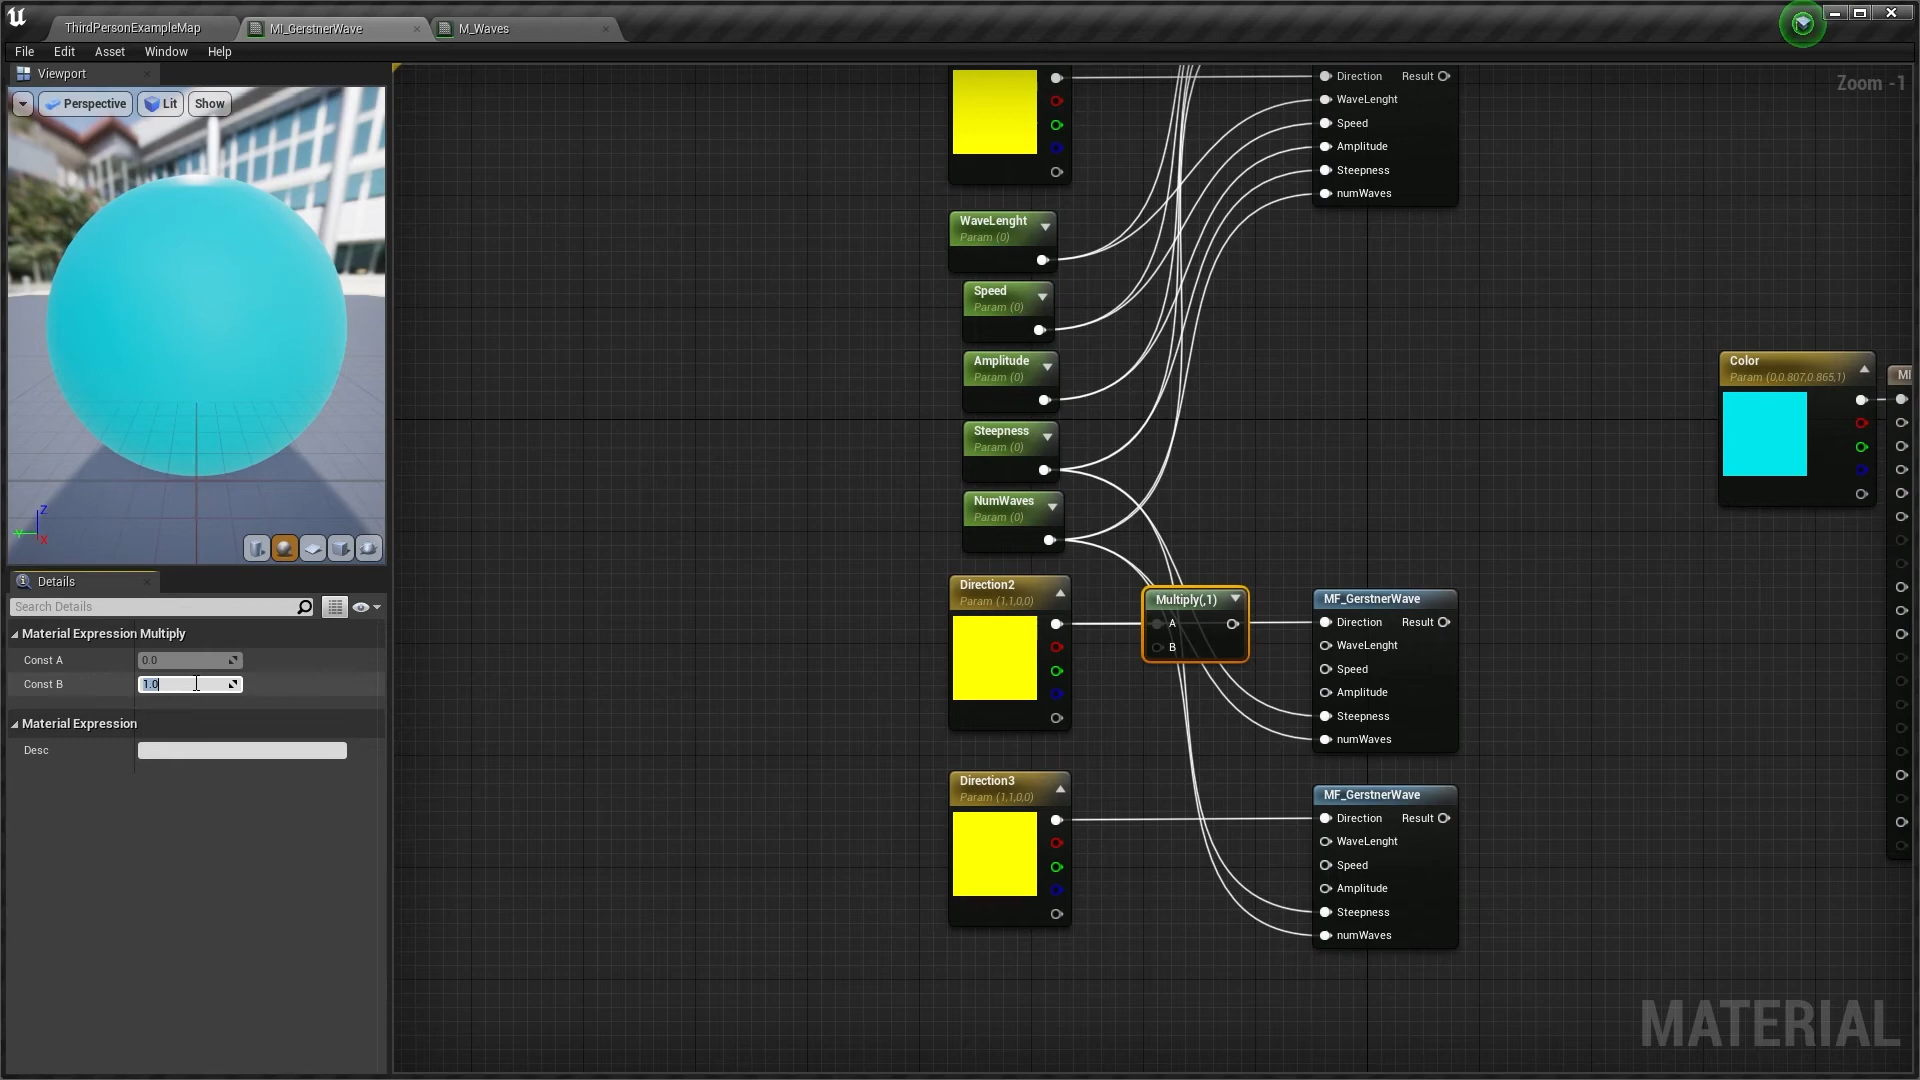 ThirdPersonExampleMap
MI_GerstnerWave
M_Waves
File
Edit
Asset
Window
Help
Viewport
Perspective
Lit
Show
Zoom -1
Z
Y
X
Details
Search Details
Material Expression Multiply
Const A
0.0
Const B
1.0
Material Expression
Desc
Direction
Result
WaveLenght
Speed
Amplitude
Steepness
numWaves
WaveLenght
Param (0)
Speed
Param (0)
Amplitude
Param (0)
Steepness
Param (0)
NumWaves
Param (0)
Direction2
Param (1,1,0,0)
Multiply(,1)
A
B
MF_GerstnerWave
Direction
Result
WaveLenght
Speed
Amplitude
Steepness
numWaves
Direction3
Param (1,1,0,0)
MF_GerstnerWave
Direction
Result
WaveLenght
Speed
Amplitude
Steepness
numWaves
Color
Param (0,0.807,0.865,1)
MI
MATERIAL